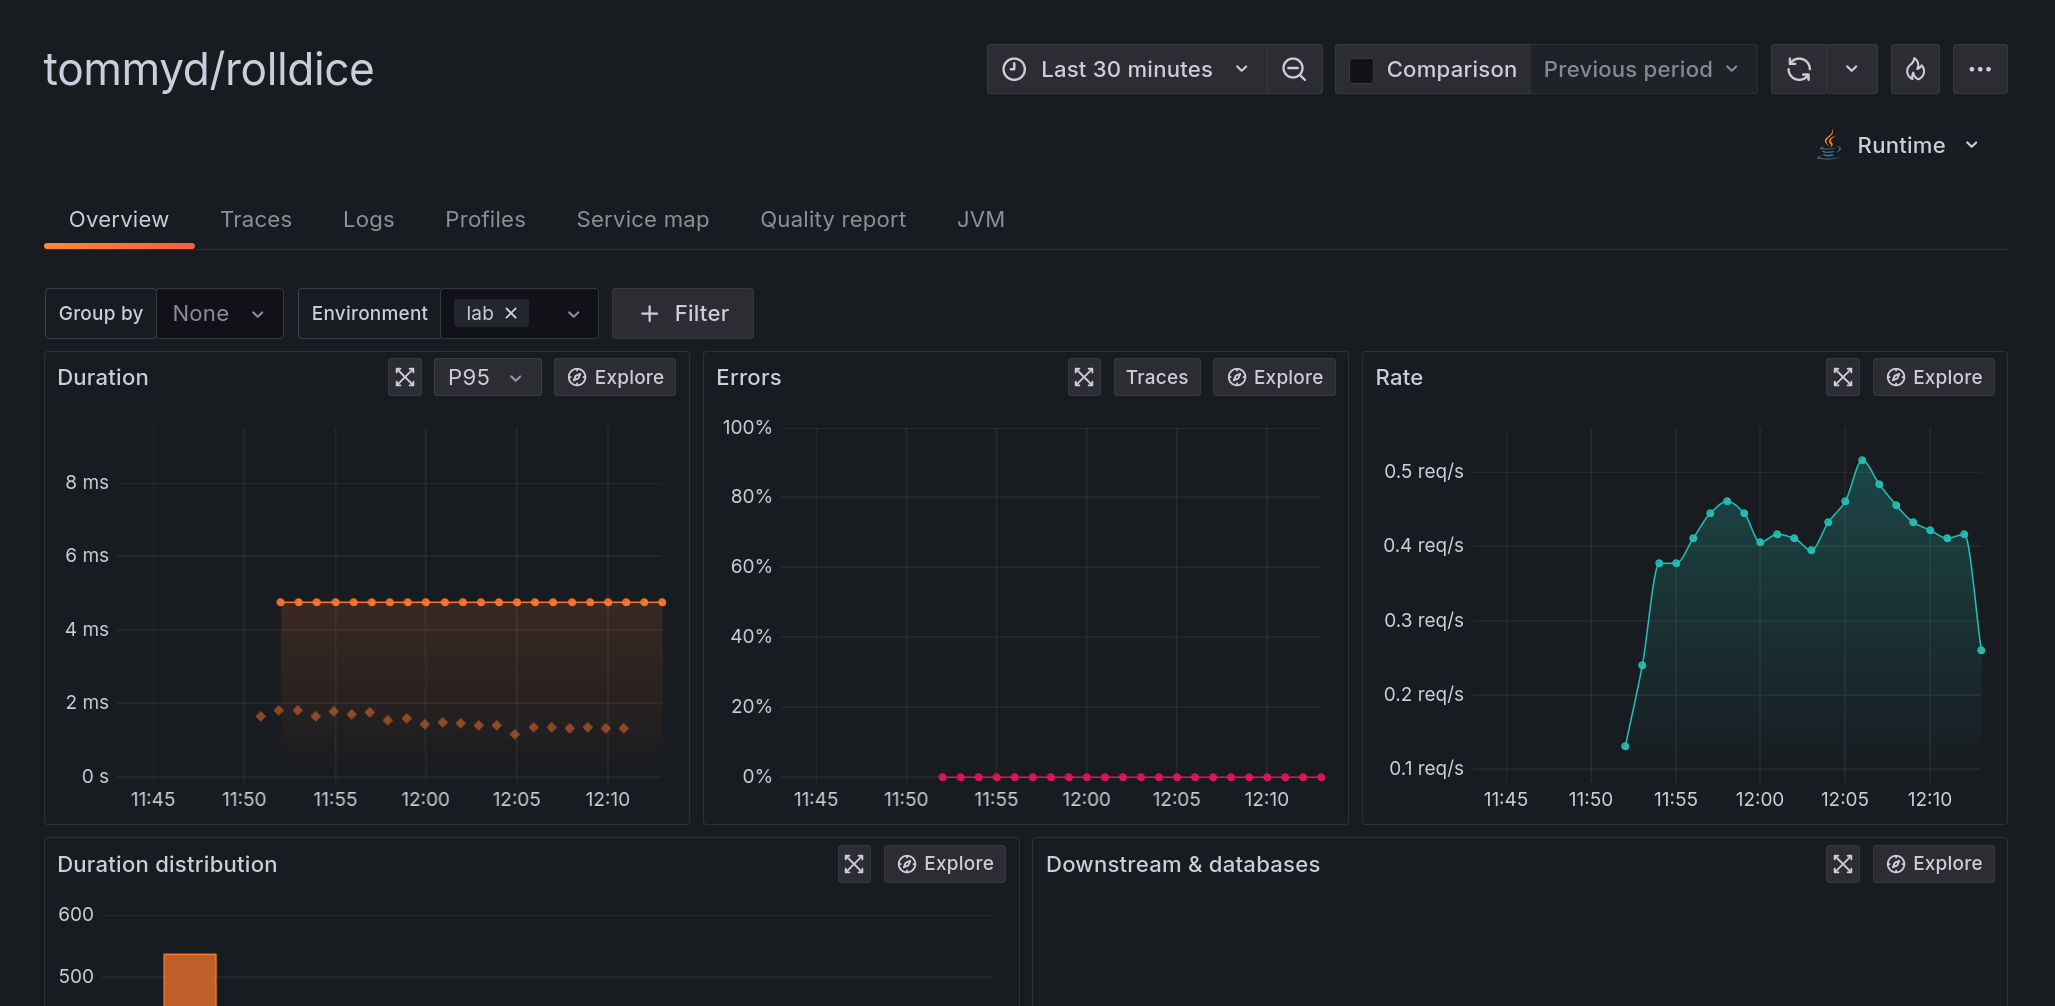 tommyd/rolldice
Last 30 minutes
Comparison
Previous period
Runtime
Overview
Traces
Logs
Profiles
Service map
Quality report
JVM
Group by
None
Environment
lab
Filter
Duration
P95
Explore
8 ms
6 ms
4 ms
2 ms
0 s
11:45
11:50
11:55
12:00
12:05
12:10
Errors
Traces
Explore
100%
80%
60%
40%
20%
0%
11:45
11:50
11:55
12:00
12:05
12:10
Rate
Explore
0.5 req/s
0.4 req/s
0.3 req/s
0.2 req/s
0.1 req/s
11:45
11:50
11:55
12:00
12:05
12:10
Duration distribution
Explore
600
500
Downstream & databases
Explore